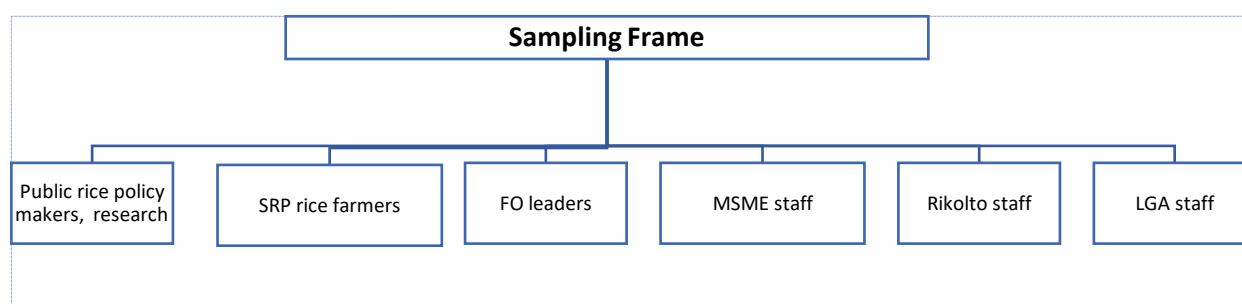 Sampling Frame
Public rice policy
makers, research
SRP rice farmers
FO leaders
MSME staff
Rikolto staff
LGA staff